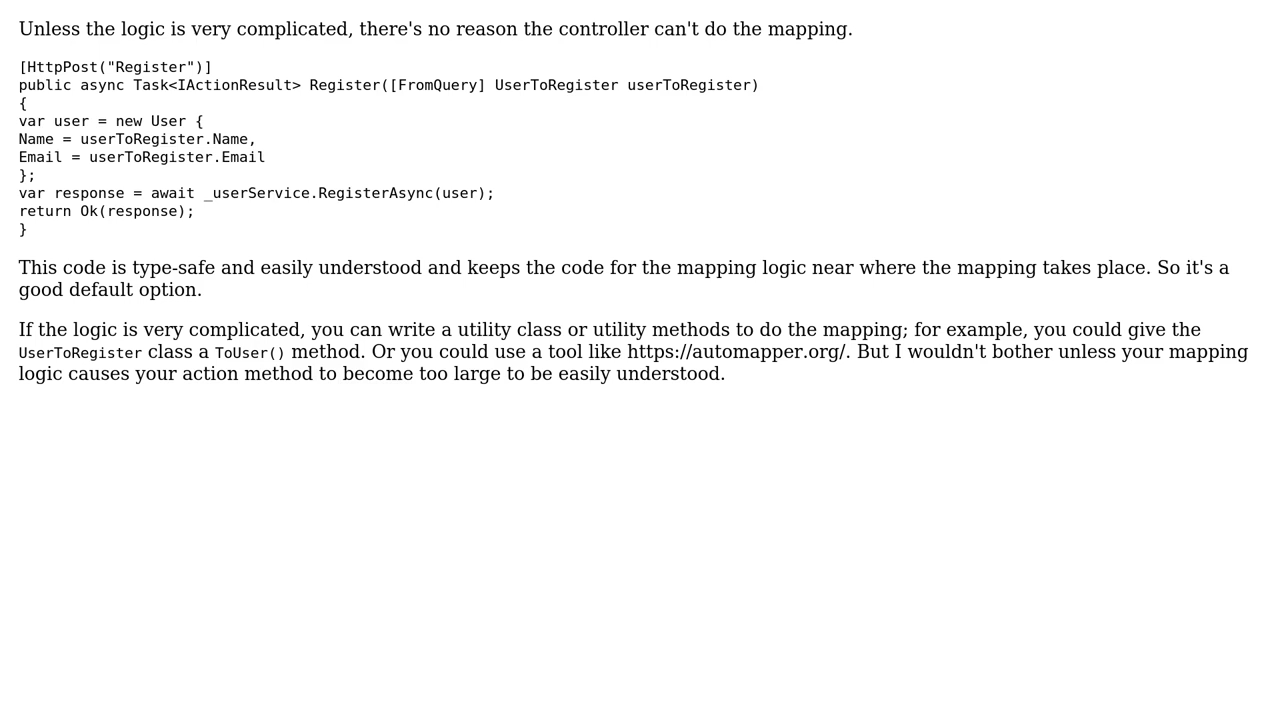 Unless the logic is very complicated, there's no reason the controller can't do the mapping.
[HttpPost("Register")]
public async Task<IActionResult> Register([FromQuery] UserToRegister userToRegister)
{
var user = new User {
Name = userToRegister.Name,
Email = userToRegister.Email
};
var response = await _userService.RegisterAsync(user);
return Ok(response);
}
This code is type-safe and easily understood and keeps the code for the mapping logic near where the mapping takes place. So it's a
good default option.
If the logic is very complicated, you can write a utility class or utility methods to do the mapping; for example, you could give the
UserToRegister class a ToUser() method. Or you could use a tool like https://automapper.org/. But I wouldn't bother unless your mapping
logic causes your action method to become too large to be easily understood.